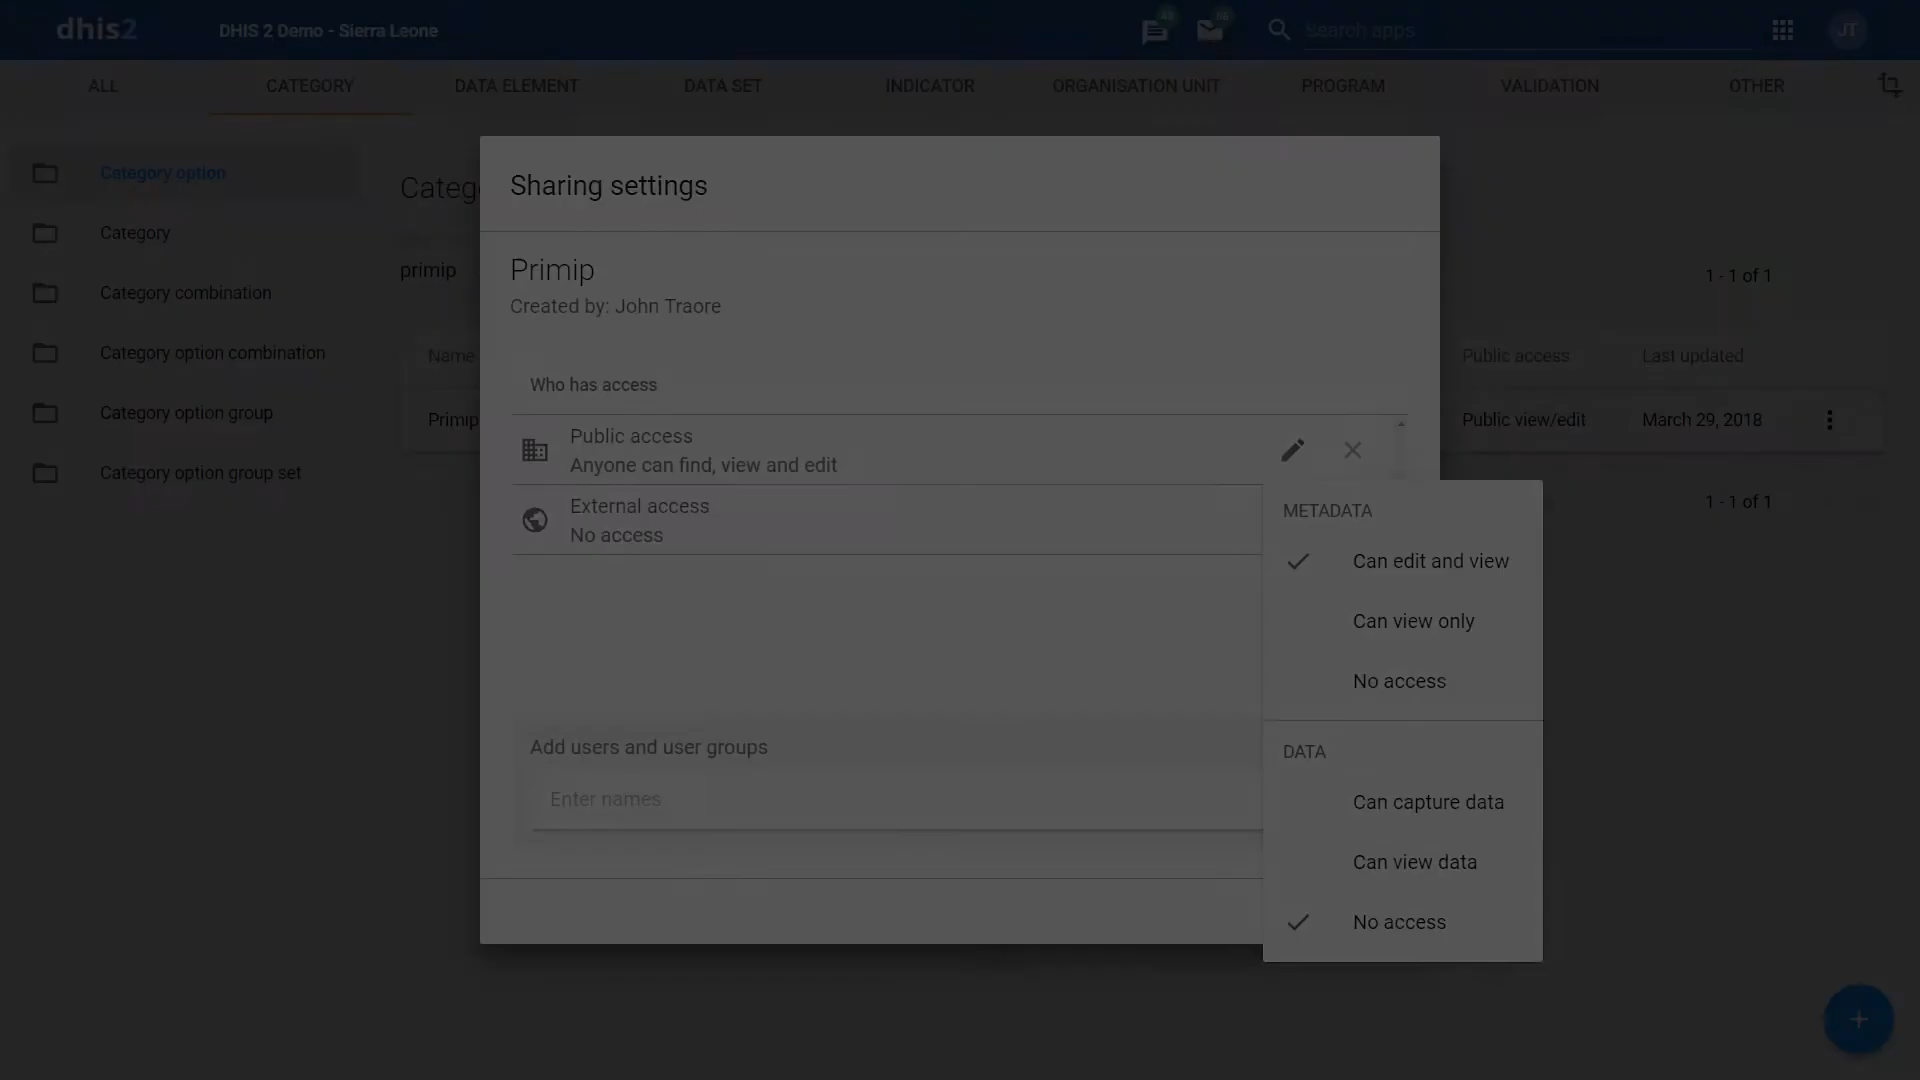 dhis2
DHIS 2 Demo - Sierra Leone
Search apps
JT
ALL
CATEGORY
DATA ELEMENT
DATA SET
INDICATOR
ORGANISATION UNIT
PROGRAM
VALIDATION
OTHER
Category option
Category
Category combination
Category option combination
Category option group
Category option group set
Categ
primip
1 - 1 of 1
Name
Public access
Last updated
Primip
Public view/edit
March 29, 2018
1 - 1 of 1
Sharing settings
Primip
Created by: John Traore
Who has access
Public access
Anyone can find, view and edit
External access
No access
Add users and user groups
Enter names
METADATA
Can edit and view
Can view only
No access
DATA
Can capture data
Can view data
No access